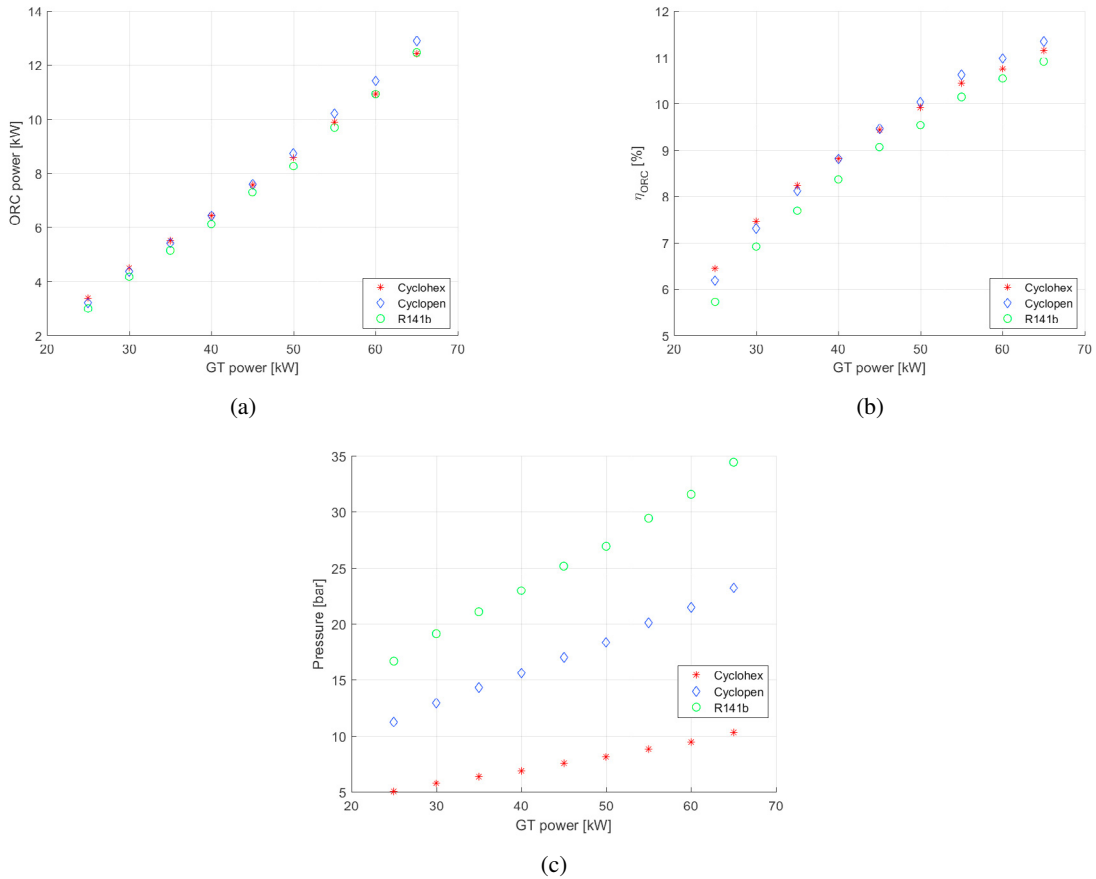 14
12
10
8
6
4
2
20 30 40 50 60 70
ORC power [kW]
GT power [kW]
Cyclohex
Cyclopen
R141b
(a)
12
11
10
9
8
7
6
5
20 30 40 50 60 70
ηORC [%]
GT power [kW]
Cyclohex
Cyclopen
R141b
(b)
35
30
25
20
15
10
5
20 30 40 50 60 70
Pressure [bar]
GT power [kW]
Cyclohex
Cyclopen
R141b
(c)